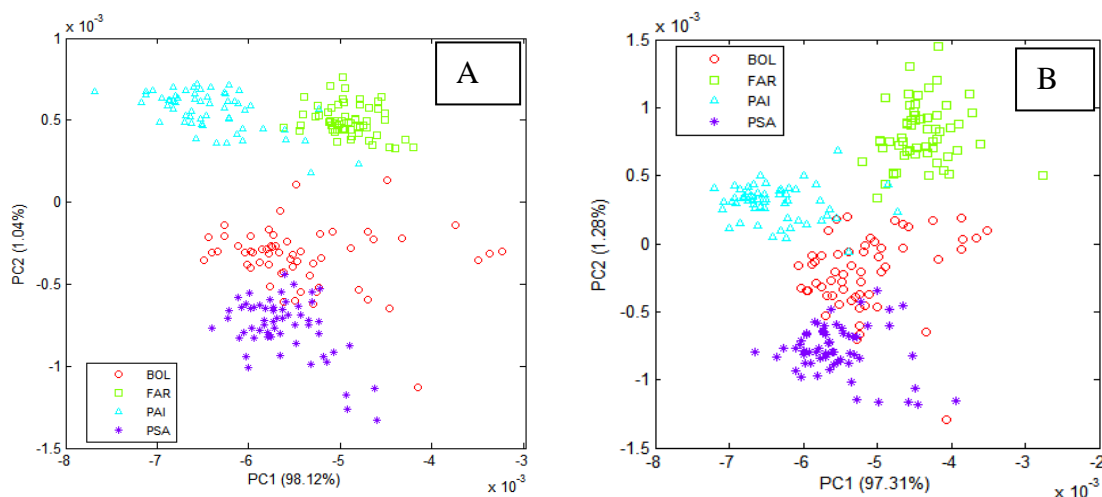 x 10⁻³
1
0.5
0
-0.5
-1
-1.5
PC2 (1.04%)
A
BOL
FAR
PAI
PSA
-8
-7
-6
-5
-4
-3
PC1 (98.12%)
x 10⁻³
x 10⁻³
1.5
1
0.5
0
-0.5
-1
-1.5
PC2 (1.28%)
BOL
FAR
PAI
PSA
B
-8
-7
-6
-5
-4
-3
-2
PC1 (97.31%)
x 10⁻³